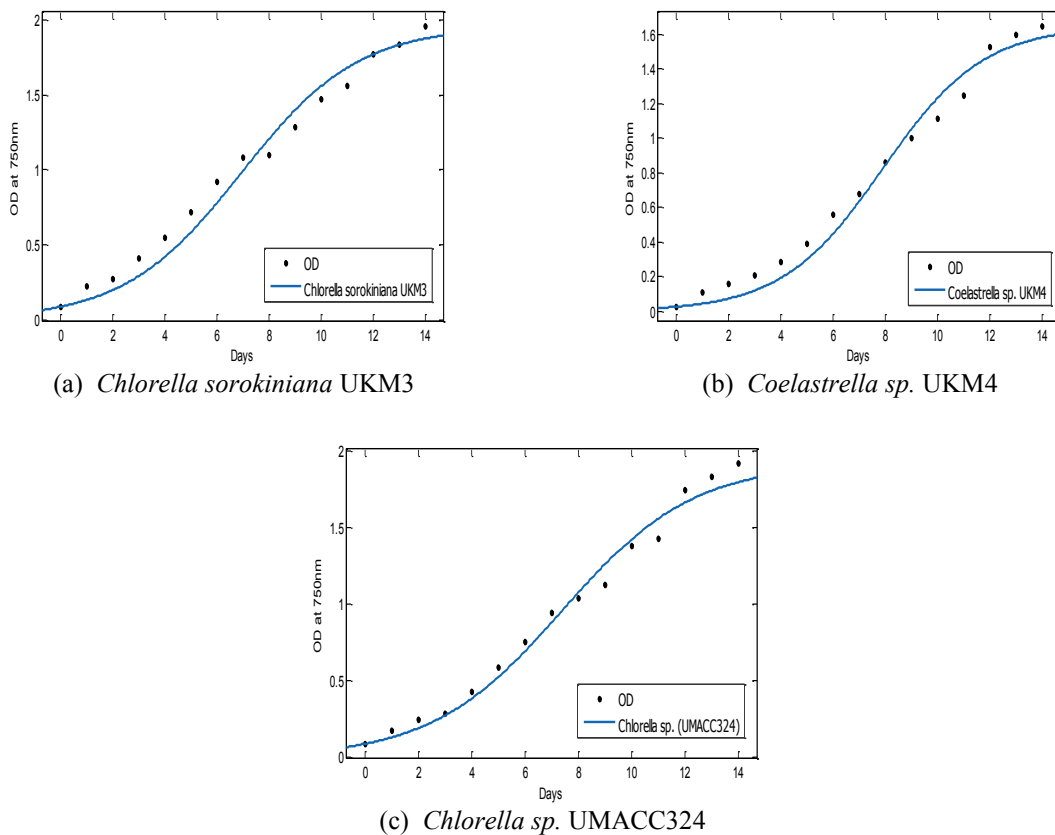 2
1.5
1
0.5
0
OD at 750nm
0 2 4 6 8 10 12 14
Days
OD
Chlorella sorokiniana UKM3
(a) Chlorella sorokiniana UKM3
1.6
1.4
1.2
1
0.8
0.6
0.4
0.2
0
OD at 750nm
0 2 4 6 8 10 12 14
Days
OD
Coelastrella sp. UKM4
(b) Coelastrella sp. UKM4
2
1.5
1
0.5
0
OD at 750nm
0 2 4 6 8 10 12 14
Days
OD
Chlorella sp. (UMACC324)
(c) Chlorella sp. UMACC324